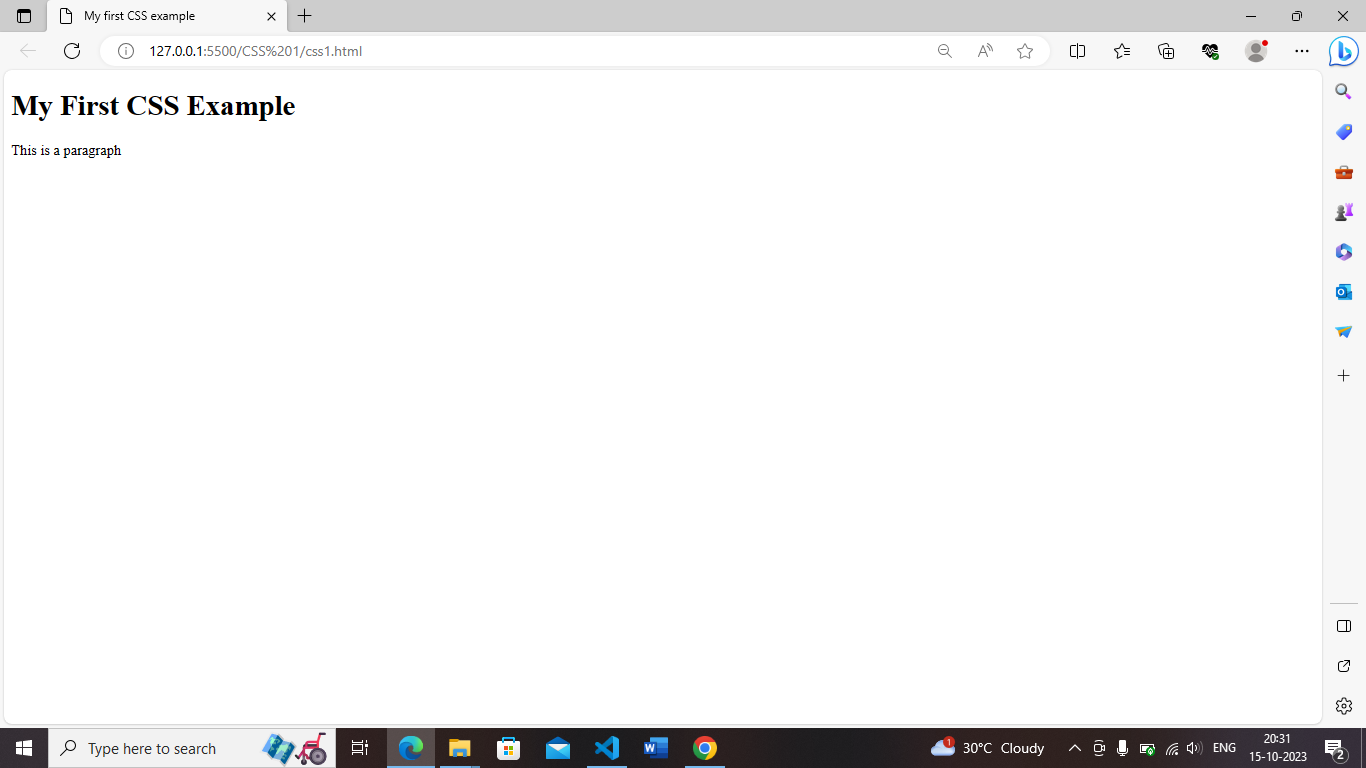 My first CSS example
127.0.0.1:5500/CSS%201/css1.html
My First CSS Example
This is a paragraph
Type here to search
1
30°C Cloudy
ENG
20:31
15-10-2023
2